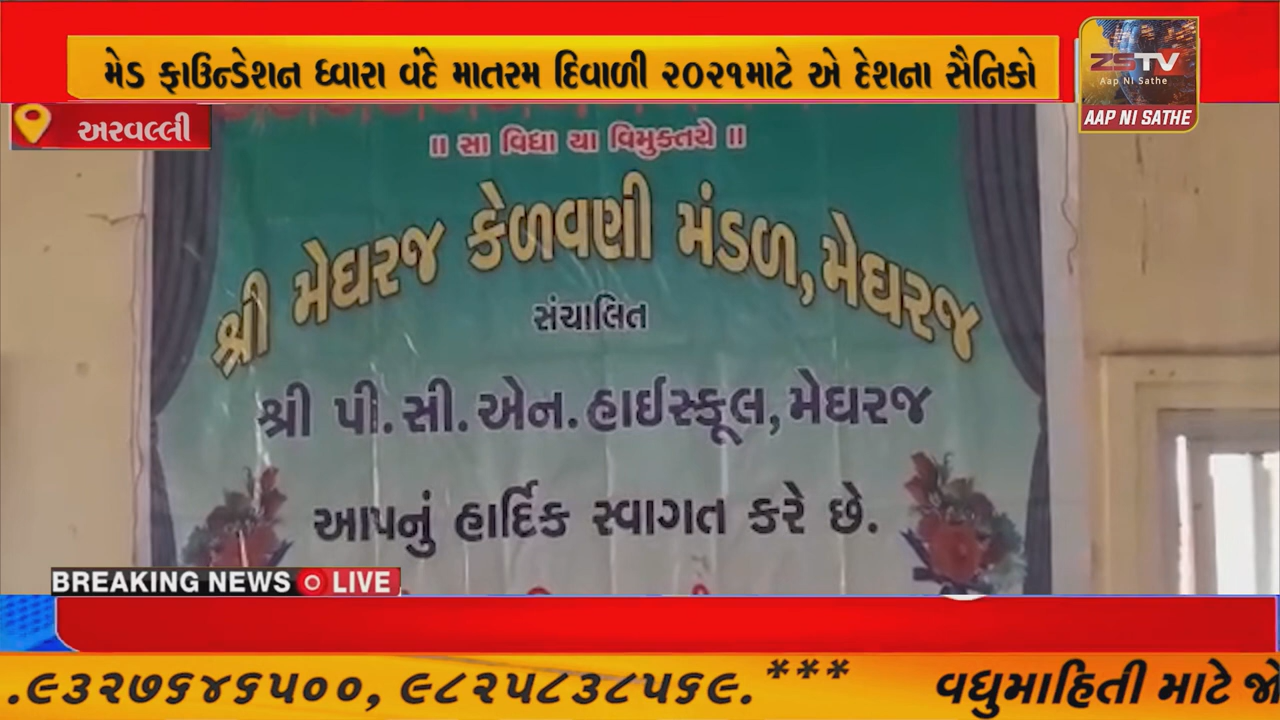 મેડ ફાઉન્ડેશન ધ્વારા વંદે માતરમ દિવાળી ૨૦૨૧માટે એ દેશના સૈનિકો
ZSTV
Aap Ni Sathe
AAP NI SATHE
અરવલ્લી
॥ સા વિદ્યા યા વિમુક્તયે ॥
શ્રી મેઘરજ કેળવણી મંડળ, મેઘરજ
સંચાલિત
શ્રી પી.સી.એન.હાઈસ્કૂલ, મેઘરજ
આપનું હાર્દિક સ્વાગત કરે છે.
BREAKING NEWS LIVE
.૯૩૨૭૬૪૬૫૦૦, ૯૮૨૫૮૩૮૫૬૯.*** વધુમાહિતી માટે જો